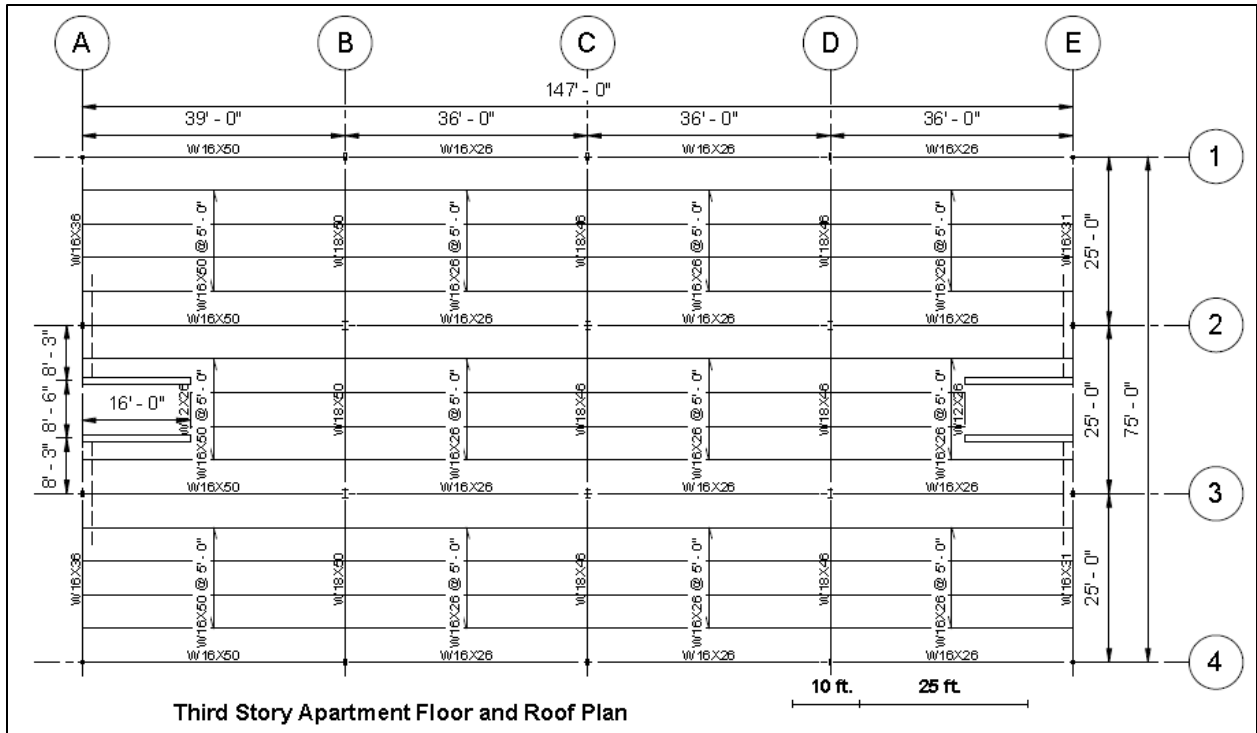 A B C D E
147' - 0"
39' - 0" 36' - 0" 36' - 0" 36' - 0"
W16X50 W16X26 W16X26 W16X26
1
W16X36 W16X50 @ 5' - 0" W18X50 W16X26 @ 5' - 0" W18X46 W16X26 @ 5' - 0" W18X46 W16X26 @ 5' - 0" W16X31 25' - 0"
W16X50 W16X26 W16X26 W16X26
2
8' - 3"
16' - 0"
8' - 6" W12X26 W16X50 @ 5' - 0" W18X50 W16X26 @ 5' - 0" W18X46 W16X26 @ 5' - 0" W18X46 W12X26 W16X26 @ 5' - 0" 25' - 0" 75' - 0"
8' - 3"
W16X50 W16X26 W16X26 W16X26
3
W16X36 W16X50 @ 5' - 0" W18X50 W16X26 @ 5' - 0" W18X46 W16X26 @ 5' - 0" W18X46 W16X26 @ 5' - 0" W16X31 25' - 0"
W16X50 W16X26 W16X26 W16X26
4
10 ft. 25 ft.
Third Story Apartment Floor and Roof Plan